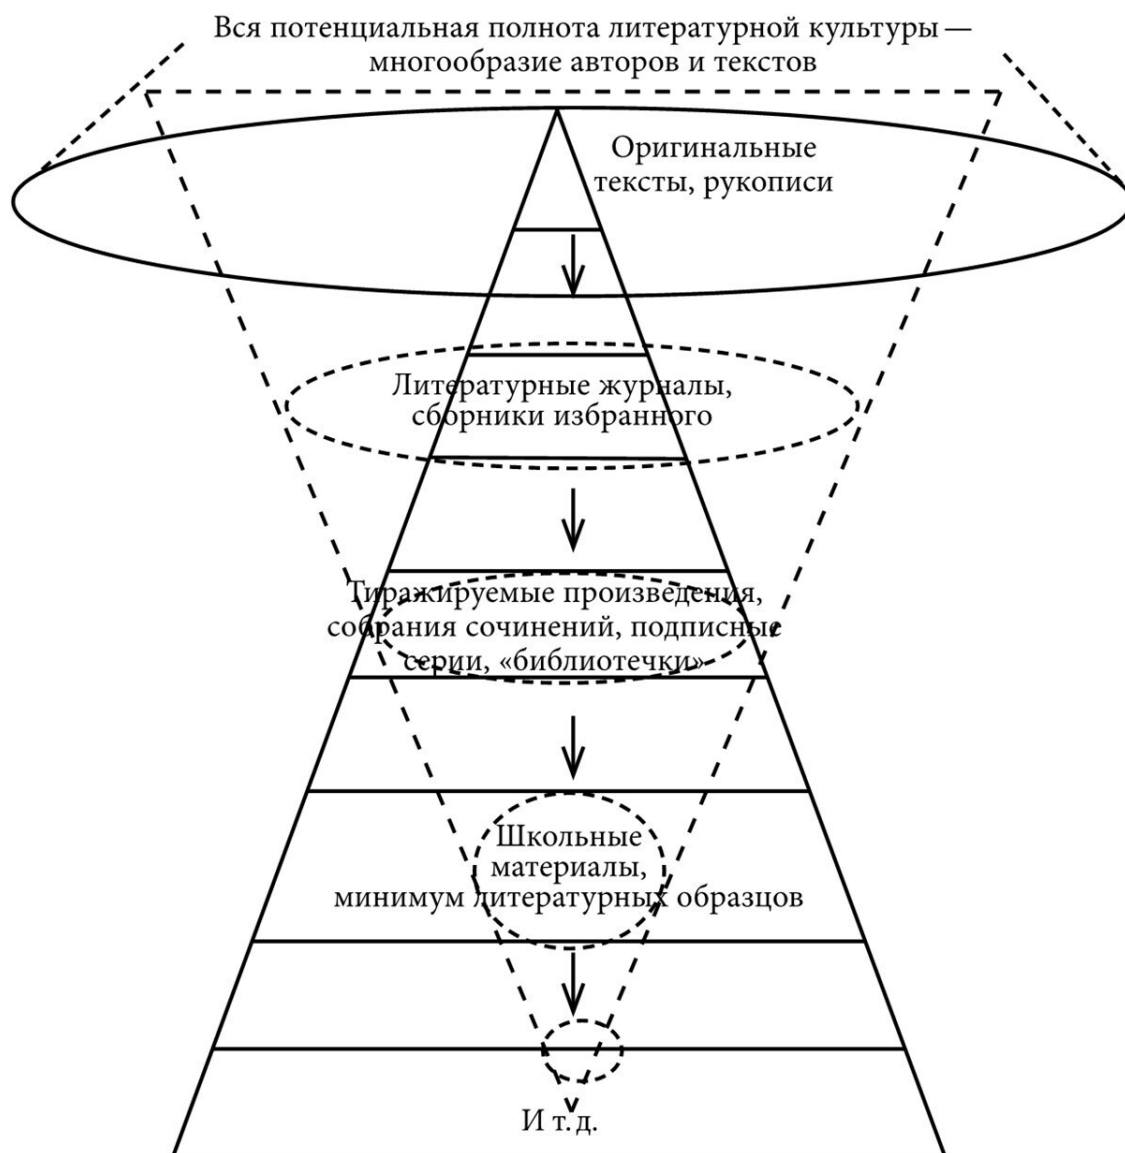 Вся потенциальная полнота литературной культуры —
многообразие авторов и текстов
Оригинальные
тексты, рукописи
Литературные журналы,
сборники избранного
Тиражируемые произведения,
собрания сочинений, подписные
серии, «библиотечки»
Школьные
материалы,
минимум литературных образцов
И т. д.